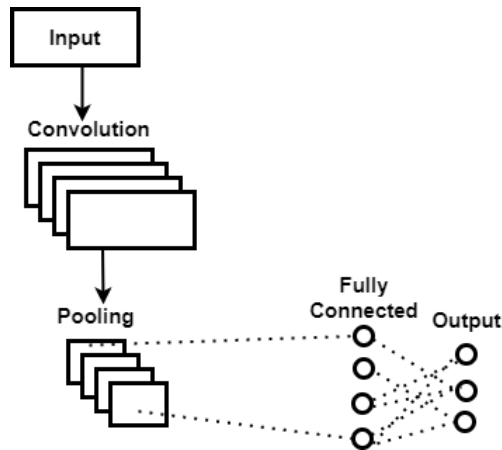 Input
Convolution
Pooling
Fully
Connected
Output